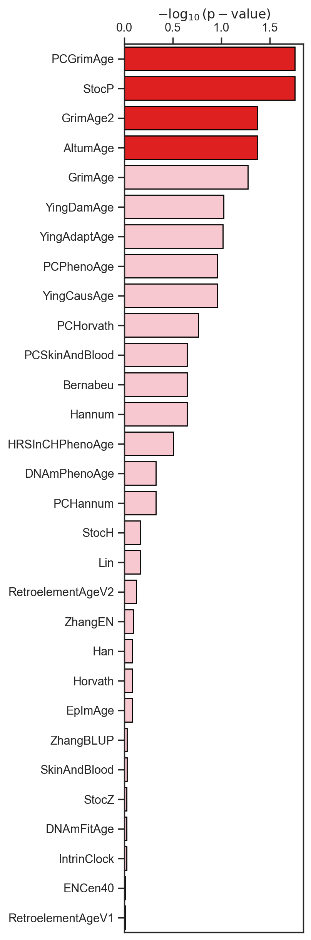 −log₁₀(p − value)
0.0 0.5 1.0 1.5
PCGrimAge
StocP
GrimAge2
AltumAge
GrimAge
YingDamAge
YingAdaptAge
PCPhenoAge
YingCausAge
PCHorvath
PCSkinAndBlood
Bernabeu
Hannum
HRSInCHPhenoAge
DNAmPhenoAge
PCHannum
StocH
Lin
RetroelementAgeV2
ZhangEN
Han
Horvath
EpImAge
ZhangBLUP
SkinAndBlood
StocZ
DNAmFitAge
IntrinClock
ENCen40
RetroelementAgeV1